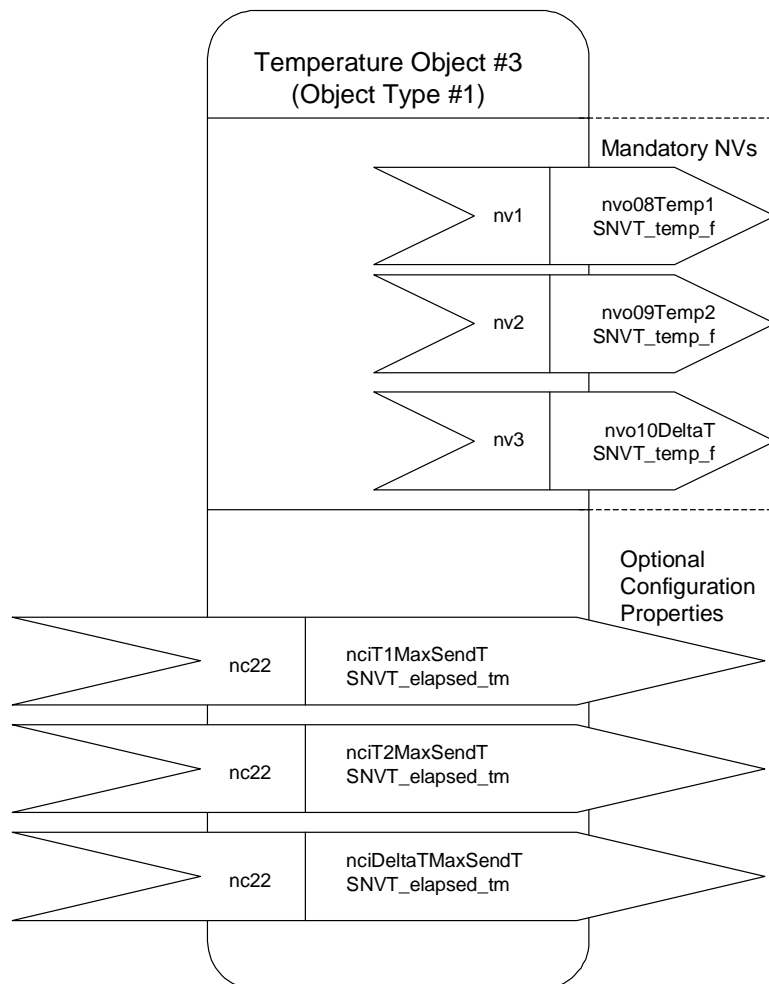 Temperature Object #3
(Object Type #1)
Mandatory NVs
nv1
nvo08Temp1
SNVT_temp_f
nv2
nvo09Temp2
SNVT_temp_f
nv3
nvo10DeltaT
SNVT_temp_f
Optional
Configuration
Properties
nc22
nciT1MaxSendT
SNVT_elapsed_tm
nc22
nciT2MaxSendT
SNVT_elapsed_tm
nc22
nciDeltaTMaxSendT
SNVT_elapsed_tm